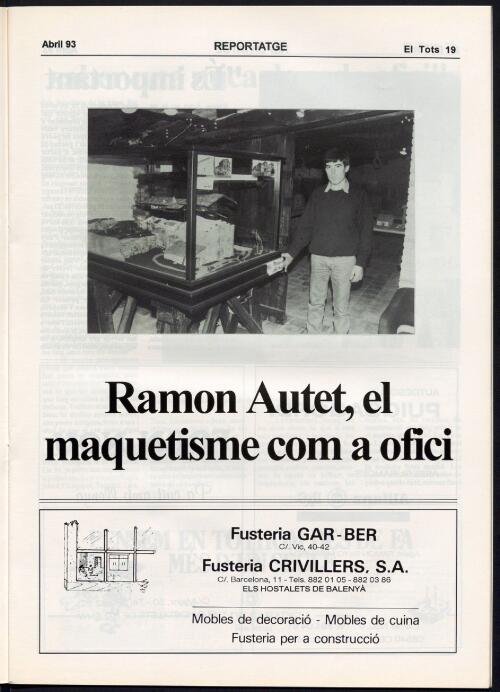 Abril 93
REPORTATGE
El Tots 19
Ramon Autet, el
maquetisme com a ofici
Fusteria GAR-BER
C/. Vic, 40-42
Fusteria CRIVILLERS, S.A.
C/. Barcelona, 11 - Tels. 882 01 05 - 882 03 86
ELS HOSTALETS DE BALENYÀ
Mobles de decoració - Mobles de cuina
Fusteria per a construcció